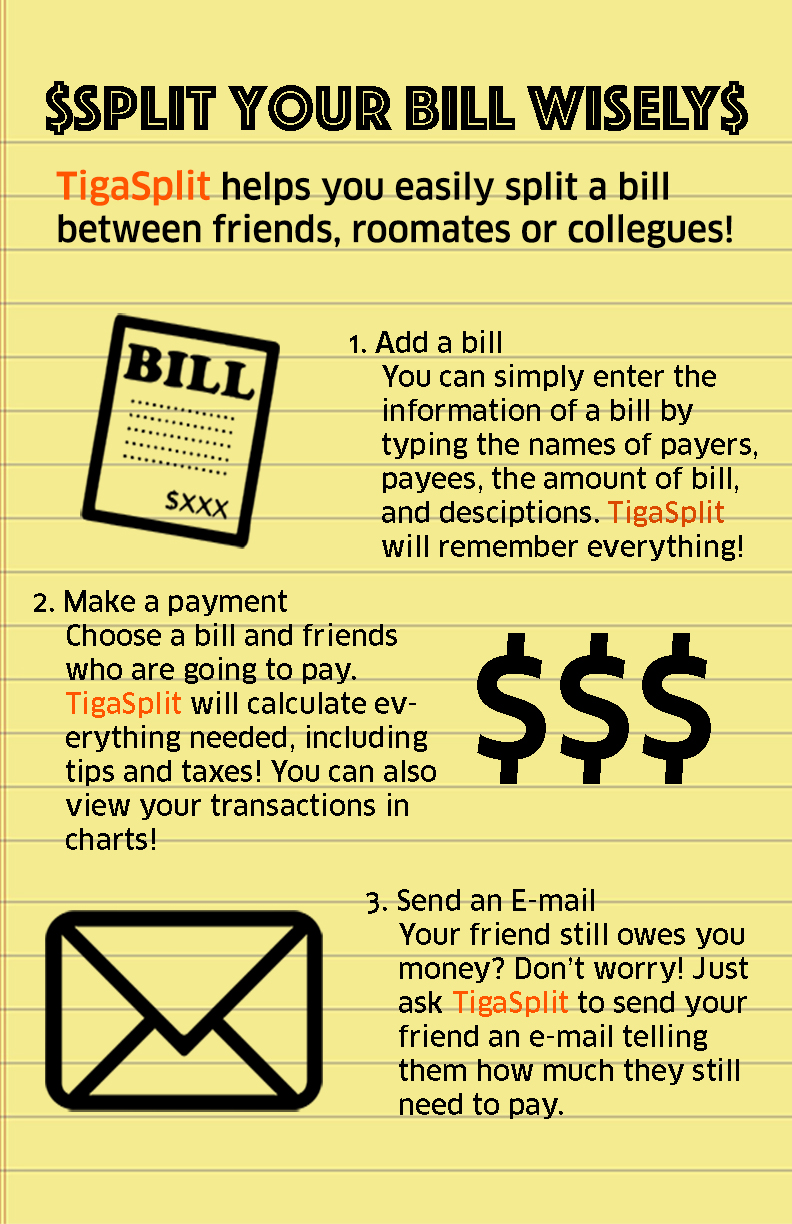 $SPLIT YOUR BILL WISELY$
TigaSplit helps you easily split a bill
between friends, roomates or collegues!
BILL
$XXX
1. Add a bill
You can simply enter the
information of a bill by
typing the names of payers,
payees, the amount of bill,
and desciptions. TigaSplit
will remember everything!
2. Make a payment
Choose a bill and friends
who are going to pay.
TigaSplit will calculate ev-
erything needed, including
tips and taxes! You can also
view your transactions in
charts!
$$$
3. Send an E-mail
Your friend still owes you
money? Don't worry! Just
ask TigaSplit to send your
friend an e-mail telling
them how much they still
need to pay.